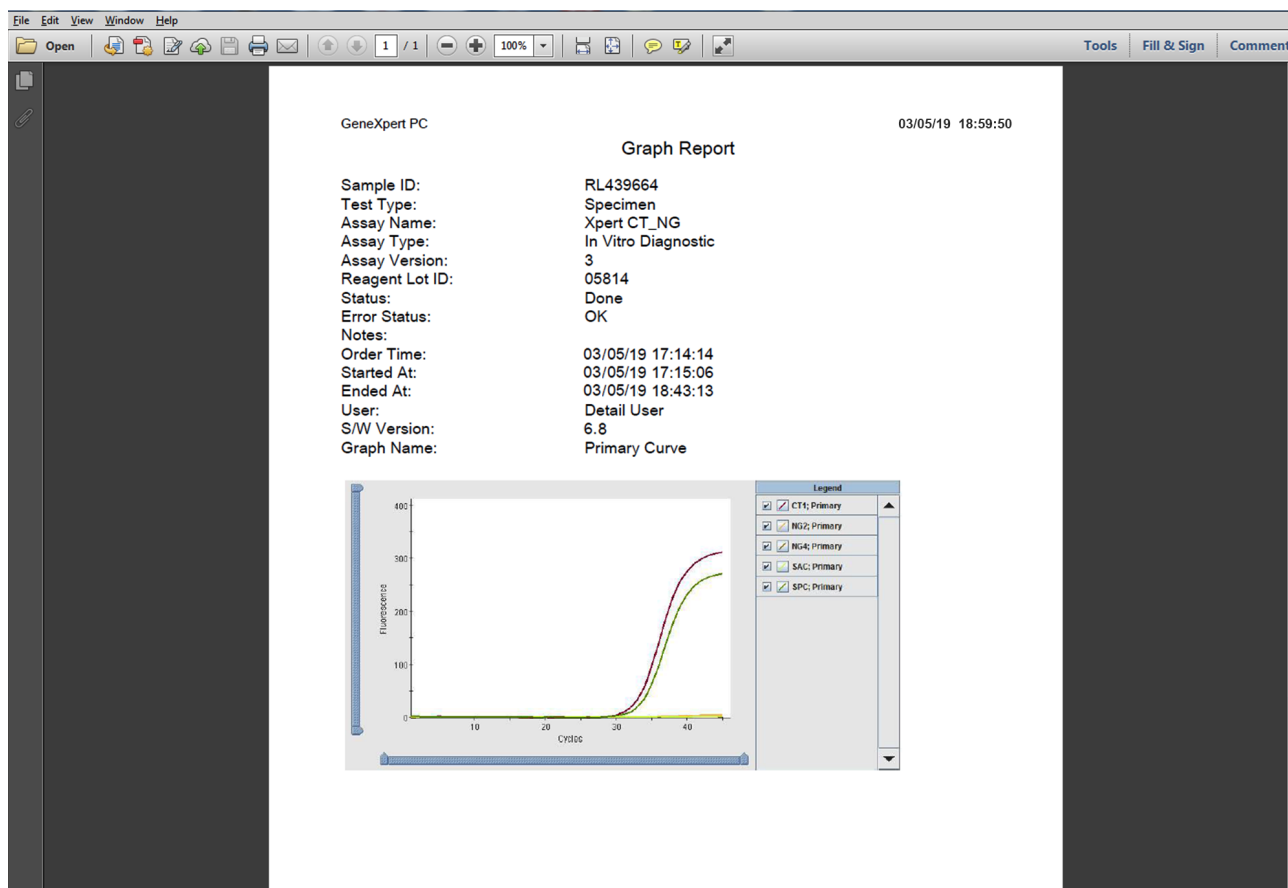 File Edit View Window Help
Open 1 / 1 100% Tools Fill & Sign Comment
GeneXpert PC 03/05/19 18:59:50
Graph Report
Sample ID: RL439664
Test Type: Specimen
Assay Name: Xpert CT_NG
Assay Type: In Vitro Diagnostic
Assay Version: 3
Reagent Lot ID: 05814
Status: Done
Error Status: OK
Notes:
Order Time: 03/05/19 17:14:14
Started At: 03/05/19 17:15:06
Ended At: 03/05/19 18:43:13
User: Detail User
S/W Version: 6.8
Graph Name: Primary Curve
400
300
200
100
0
Fluorescence
10 20 30 40
Cycles
Legend
CT1; Primary
NG2; Primary
NG4; Primary
SAC; Primary
SPC; Primary